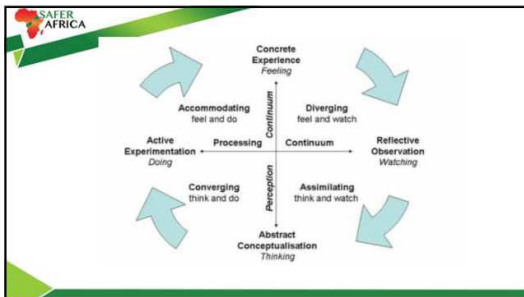 SAFER
AFRICA
Concrete
Experience
Feeling
Accommodating
feel and do
Continuum
Diverging
feel and watch
Active
Experimentation
Doing
Processing
Continuum
Reflective
Observation
Watching
Converging
think and do
Perception
Assimilating
think and watch
Abstract
Conceptualisation
Thinking